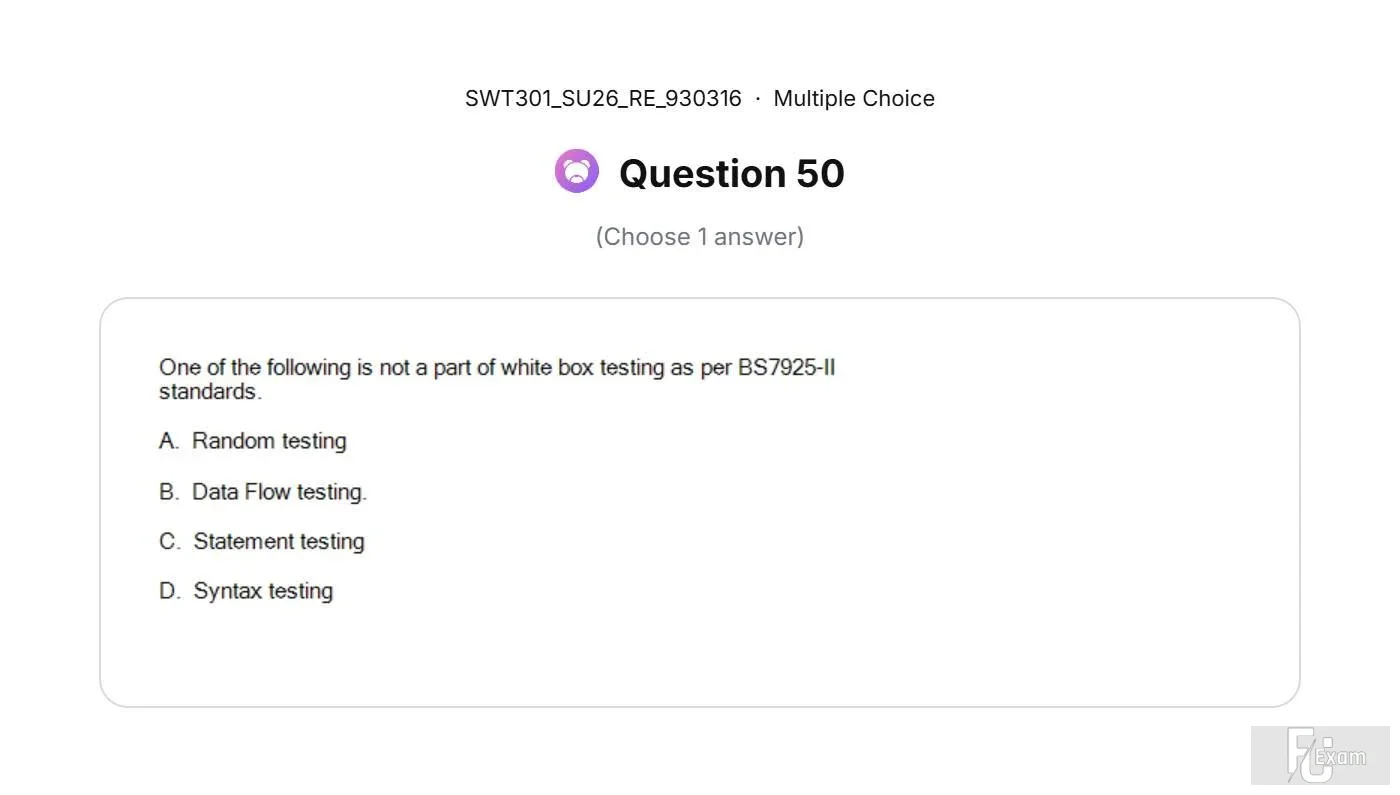 SWT301_SU26_RE_930316 · Multiple Choice
Question 50
(Choose 1 answer)
One of the following is not a part of white box testing as per BS7925-II
standards.
A. Random testing
B. Data Flow testing.
C. Statement testing
D. Syntax testing
FU Exam